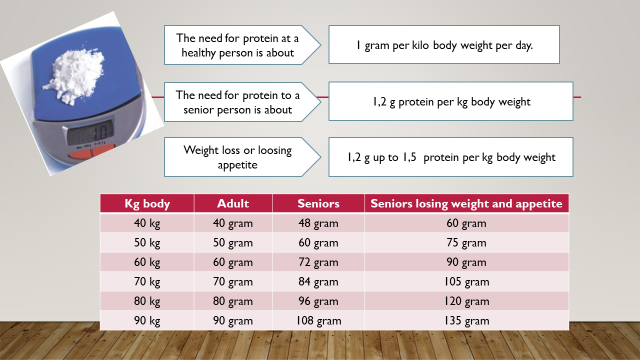 The need for protein at a
healthy person is about
1 gram per kilo body weight per day.
The need for protein to a
senior person is about
1,2 g protein per kg body weight
Weight loss or loosing
appetite
1,2 g up to 1,5 protein per kg body weight
Kg body Adult Seniors Seniors losing weight and appetite
40 kg 40 gram 48 gram 60 gram
50 kg 50 gram 60 gram 75 gram
60 kg 60 gram 72 gram 90 gram
70 kg 70 gram 84 gram 105 gram
80 kg 80 gram 96 gram 120 gram
90 kg 90 gram 108 gram 135 gram